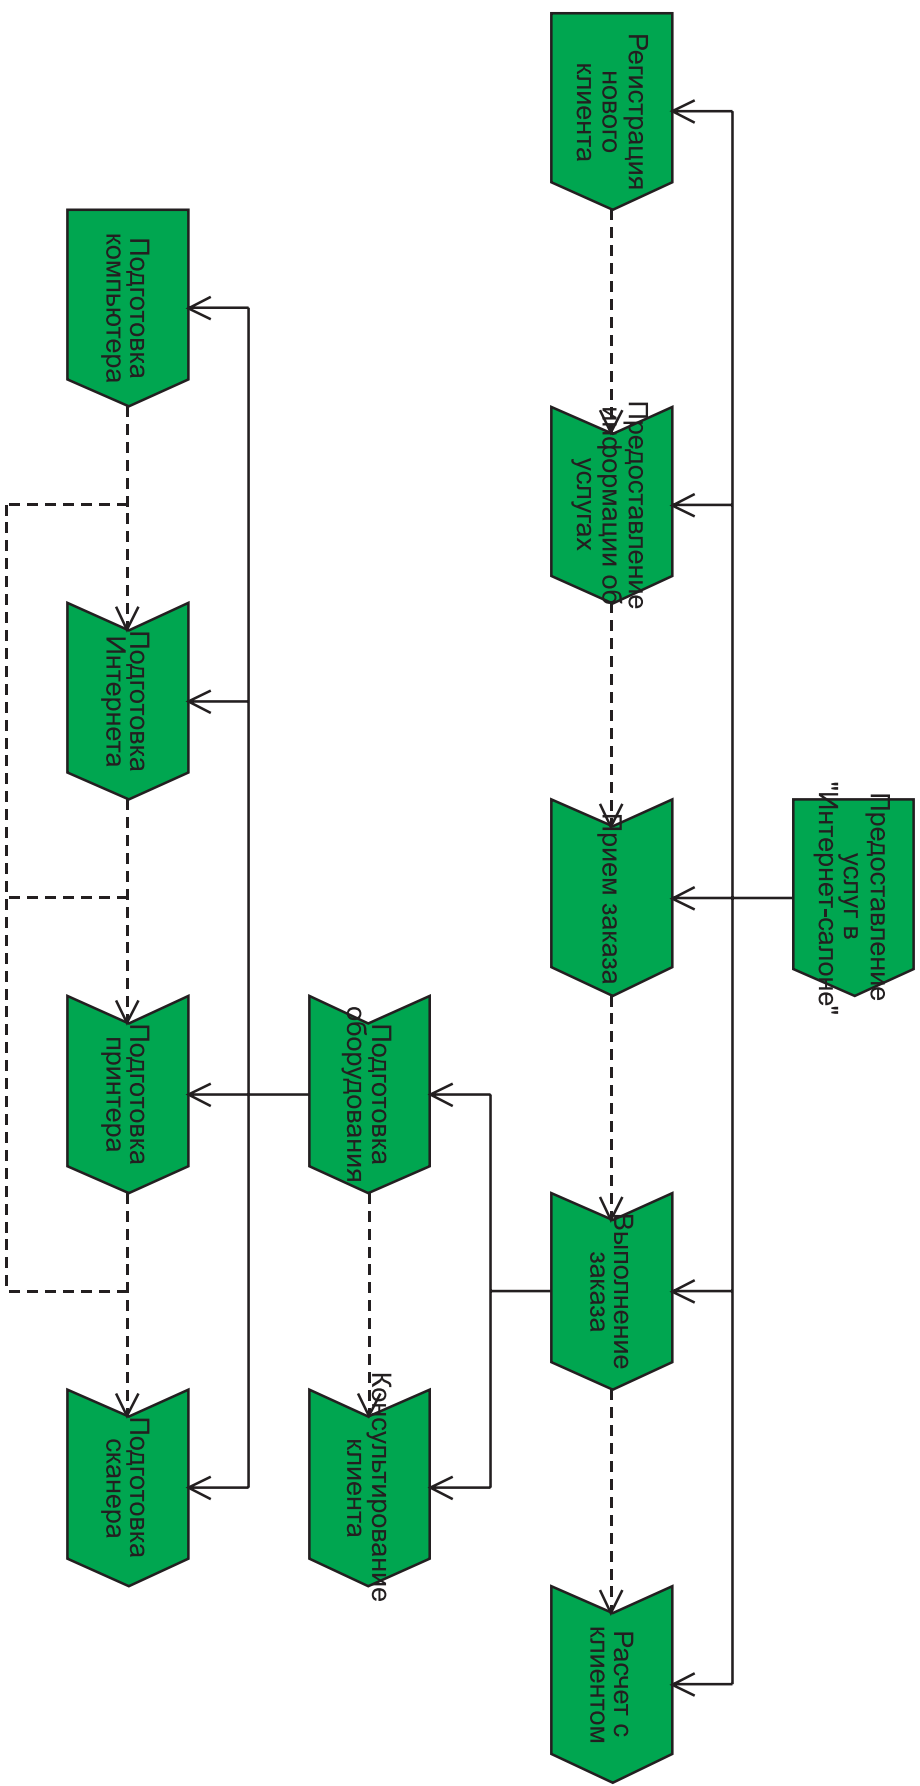 Предоставление
услуг в
"Интернет-салоне"
Регистрация
нового
клиента
Предоставление
информации об
услугах
Прием заказа
Выполнение
заказа
Расчет с
клиентом
Подготовка
оборудования
Консультирование
клиента
Подготовка
компьютера
Подготовка
Интернета
Подготовка
принтера
Подготовка
сканера